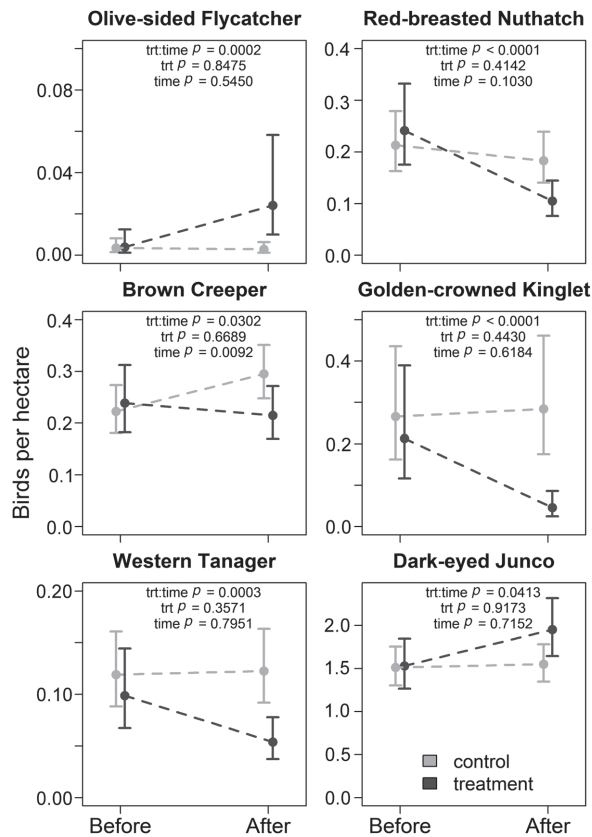 Olive-sided Flycatcher
trt:time p = 0.0002
trt p = 0.8475
time p = 0.5450
0.08
0.04
0.00
Red-breasted Nuthatch
trt:time p < 0.0001
trt p = 0.4142
time p = 0.1030
0.4
0.3
0.2
0.1
0.0
Brown Creeper
trt:time p = 0.0302
trt p = 0.6689
time p = 0.0092
0.4
0.3
0.2
0.1
0.0
Golden-crowned Kinglet
trt:time p < 0.0001
trt p = 0.4430
time p = 0.6184
0.4
0.2
0.0
Birds per hectare
Western Tanager
trt:time p = 0.0003
trt p = 0.3571
time p = 0.7951
0.20
0.10
0.00
Before After
Dark-eyed Junco
trt:time p = 0.0413
trt p = 0.9173
time p = 0.7152
2.0
1.5
1.0
0.5
0.0
control
treatment
Before After